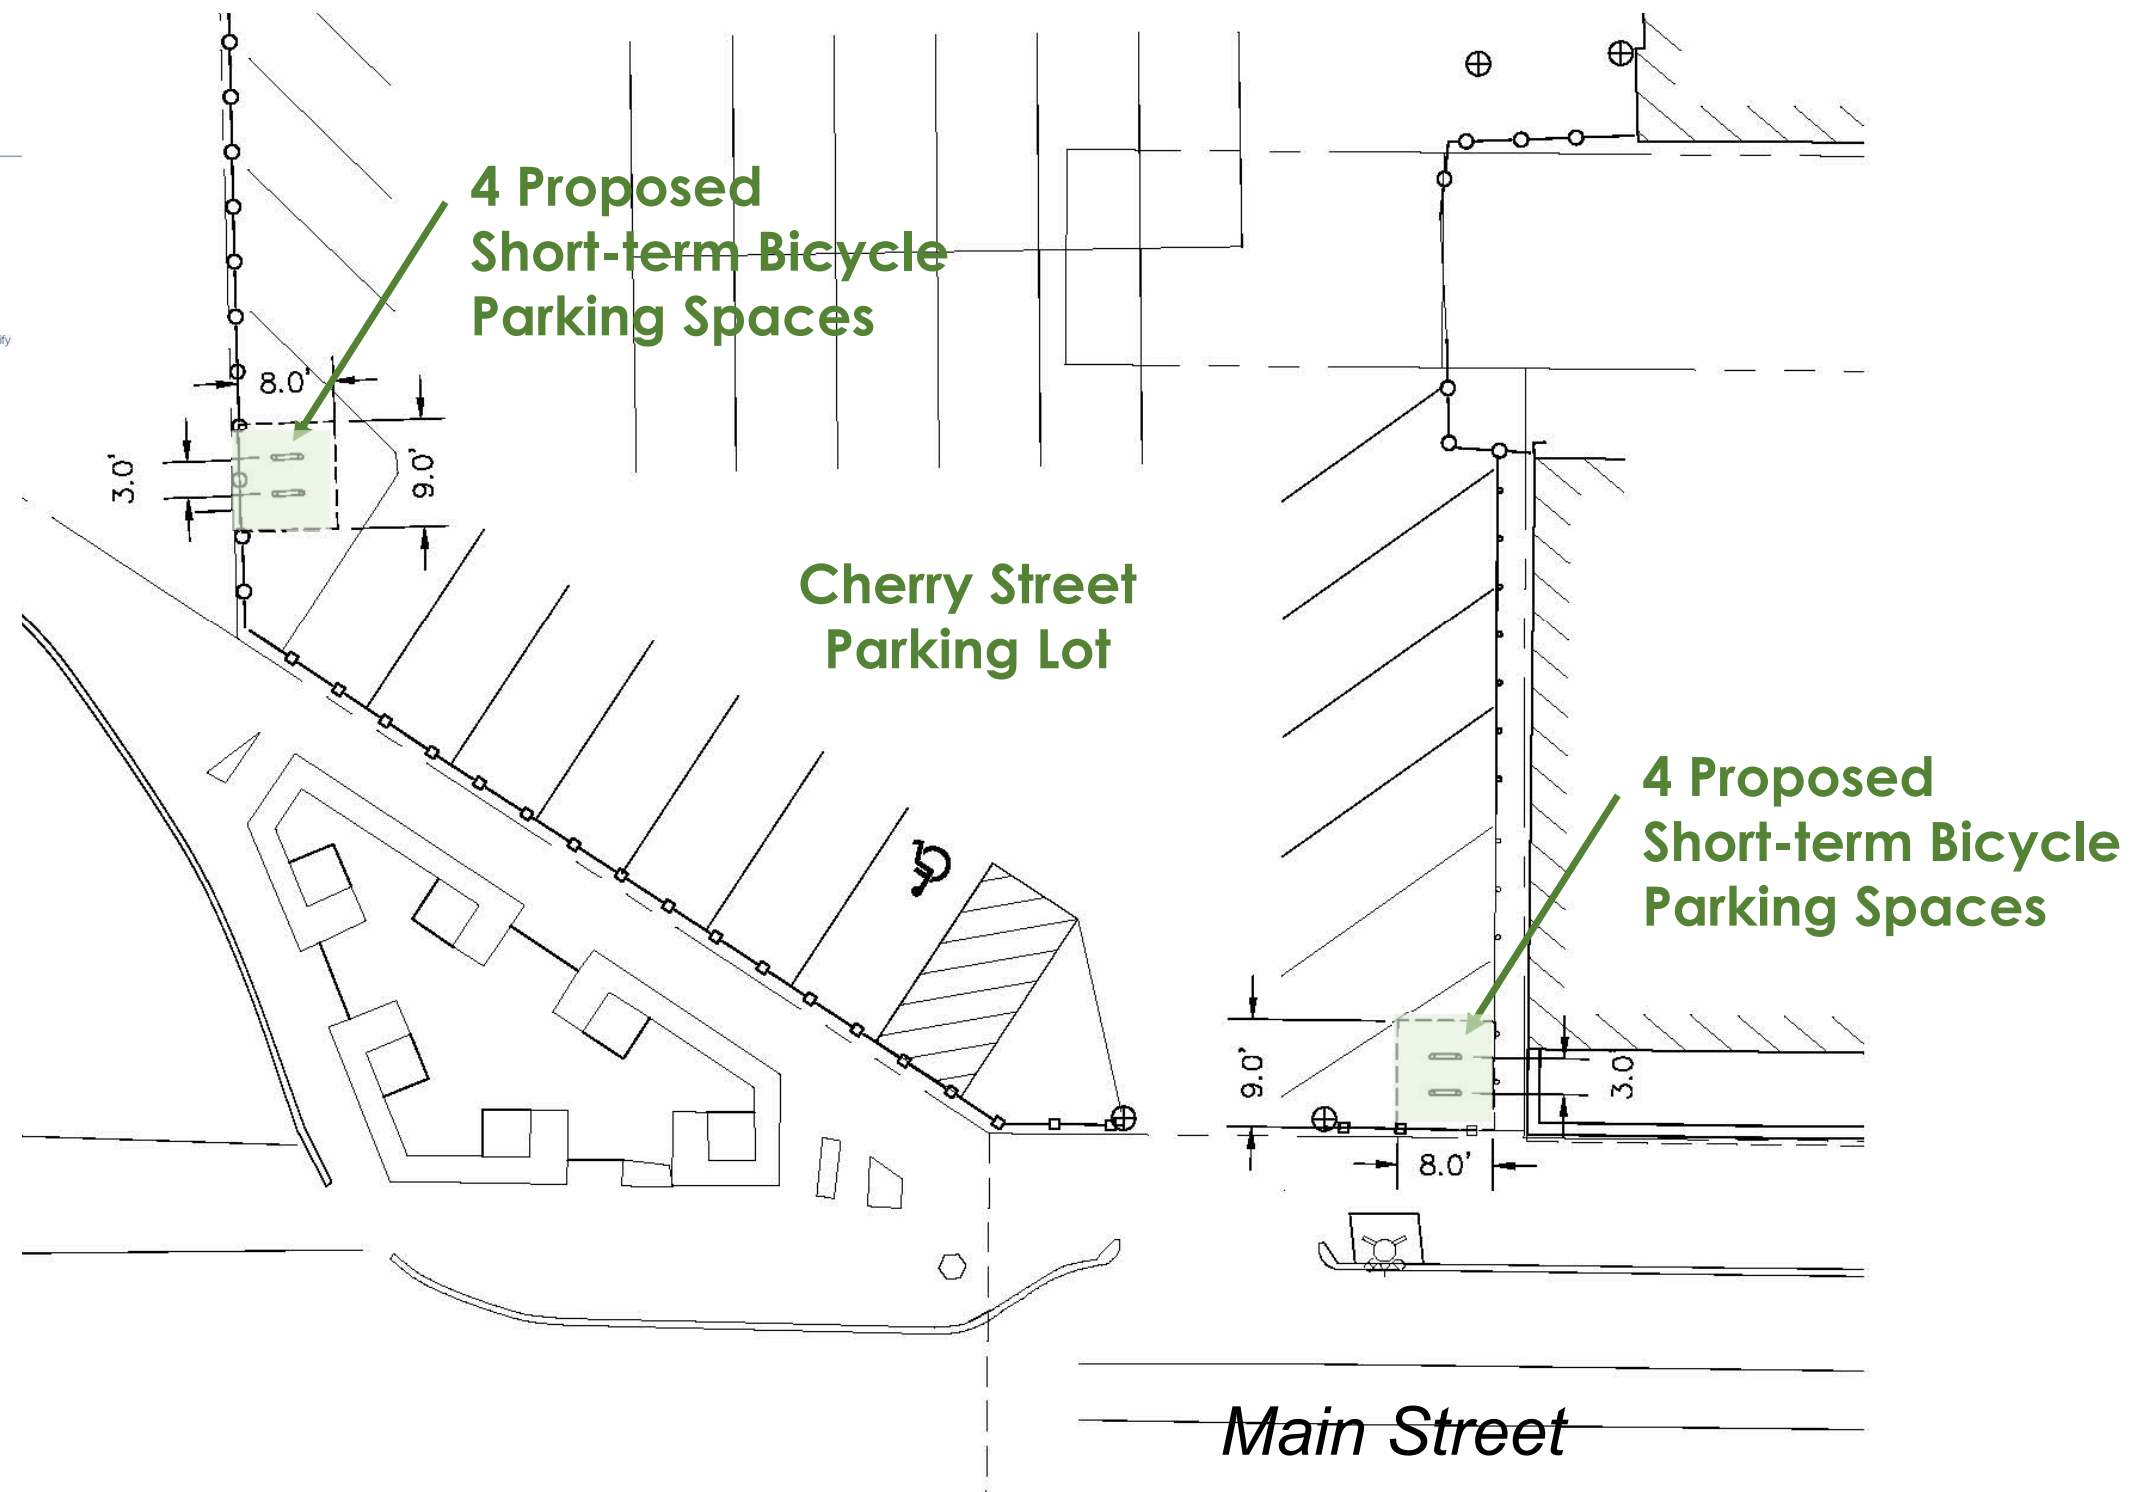 4 Proposed
Short-term Bicycle
Parking Spaces
ify
8.0'
3.0'
9.0'
Cherry Street
Parking Lot
4 Proposed
Short-term Bicycle
Parking Spaces
9.0'
3.0'
8.0'
Main Street